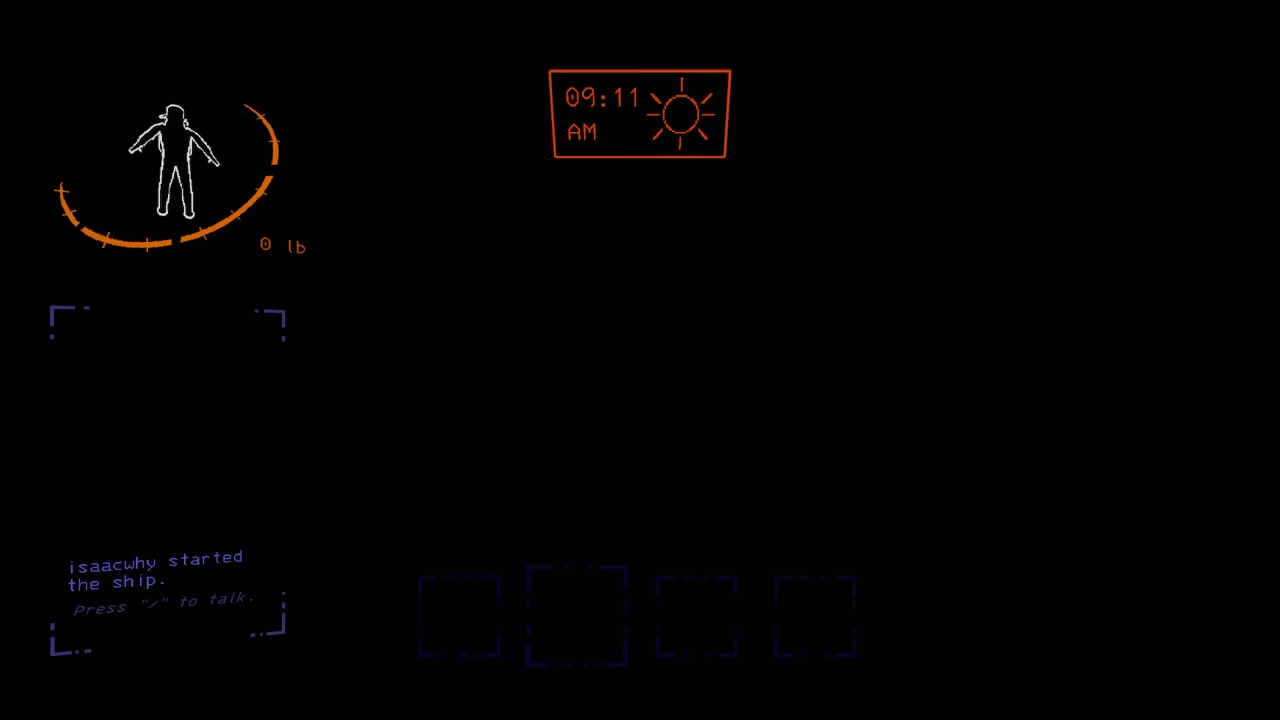 09:11
AM
0 lb
isaacwhy started
the ship.
Press "/" to talk.